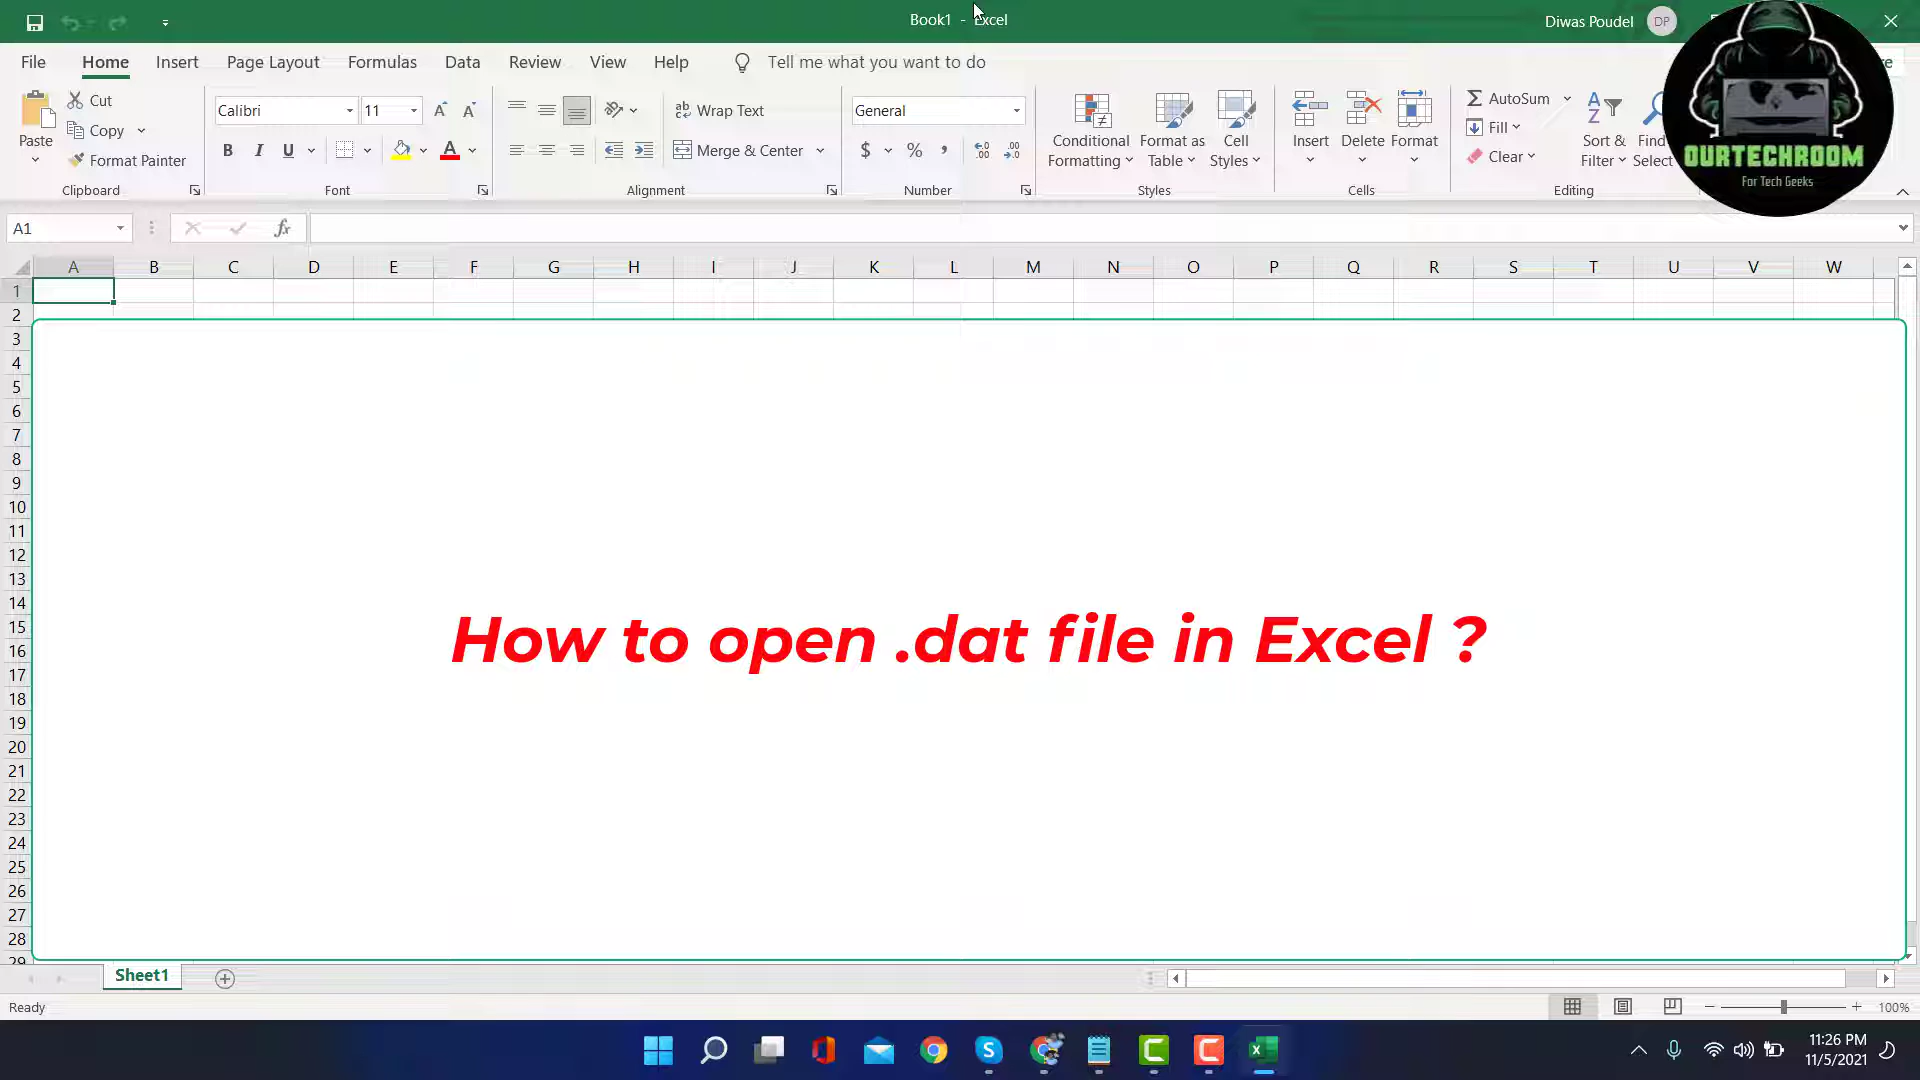 Book1 - Excel
Diwas Poudel DP
File Home Insert Page Layout Formulas Data Review View Help Tell me what you want to do
Paste
Cut
Copy
Format Painter
Clipboard
Calibri 11
B I U A
Font
Wrap Text
Merge & Center
Alignment
General
$ % ,
Number
Conditional Formatting
Format as Table
Cell Styles
Styles
Insert Delete Format
Cells
AutoSum
Fill
Clear
Sort & Filter
Find
Select
Editing
OURTECHROOM
For Tech Geeks
A1
fx
A B C D E F G H I J K L M N O P Q R S T U V W
1
2
3
4
5
6
7
8
9
10
11
12
13
14
15
16
17
18
19
20
21
22
23
24
25
26
27
28
29
How to open .dat file in Excel ?
Sheet1
Ready
100%
11:26 PM
11/5/2021